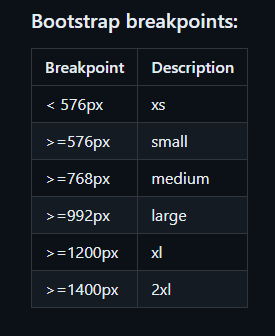 Bootstrap breakpoints:
Breakpoint Description
< 576px xs
>=576px small
>=768px medium
>=992px large
>=1200px xl
>=1400px 2xl